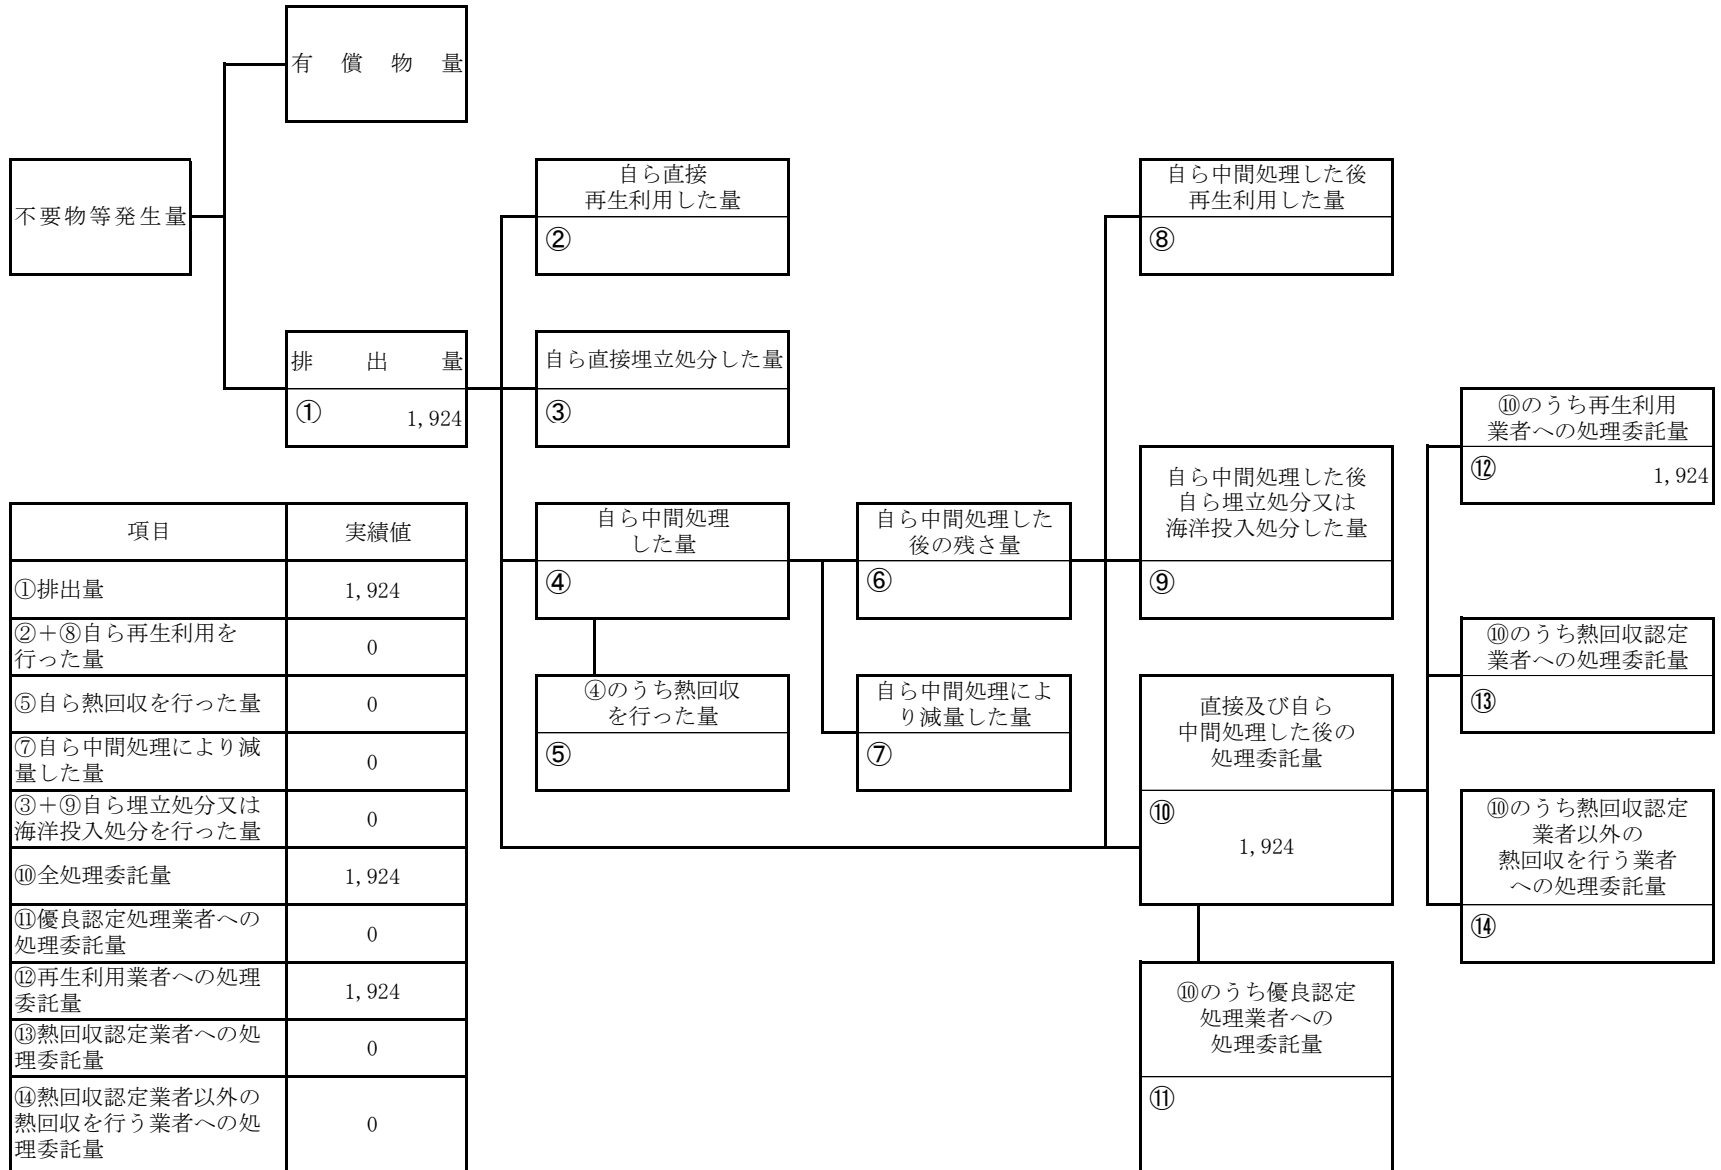 有償物量
不要物等発生量
排出量
① 1,924
自ら直接
再生利用した量
②
自ら直接埋立処分した量
③
自ら中間処理
した量
④
④のうち熱回収
を行った量
⑤
自ら中間処理した
後の残さ量
⑥
自ら中間処理によ
り減量した量
⑦
自ら中間処理した後
再生利用した量
⑧
自ら中間処理した後
自ら埋立処分又は
海洋投入処分した量
⑨
直接及び自ら
中間処理した後の
処理委託量
⑩
1,924
⑩のうち優良認定
処理業者への
処理委託量
⑪
⑩のうち再生利用
業者への処理委託量
⑫ 1,924
⑩のうち熱回収認定
業者への処理委託量
⑬
⑩のうち熱回収認定
業者以外の
熱回収を行う業者
への処理委託量
⑭
項目 実績値
①排出量 1,924
②+⑧自ら再生利用を
行った量 0
⑤自ら熱回収を行った量 0
⑦自ら中間処理により減
量した量 0
③+⑨自ら埋立処分又は
海洋投入処分を行った量 0
⑩全処理委託量 1,924
⑪優良認定処理業者への
処理委託量 0
⑫再生利用業者への処理
委託量 1,924
⑬熱回収認定業者への処
理委託量 0
⑭熱回収認定業者以外の
熱回収を行う業者への処
理委託量 0